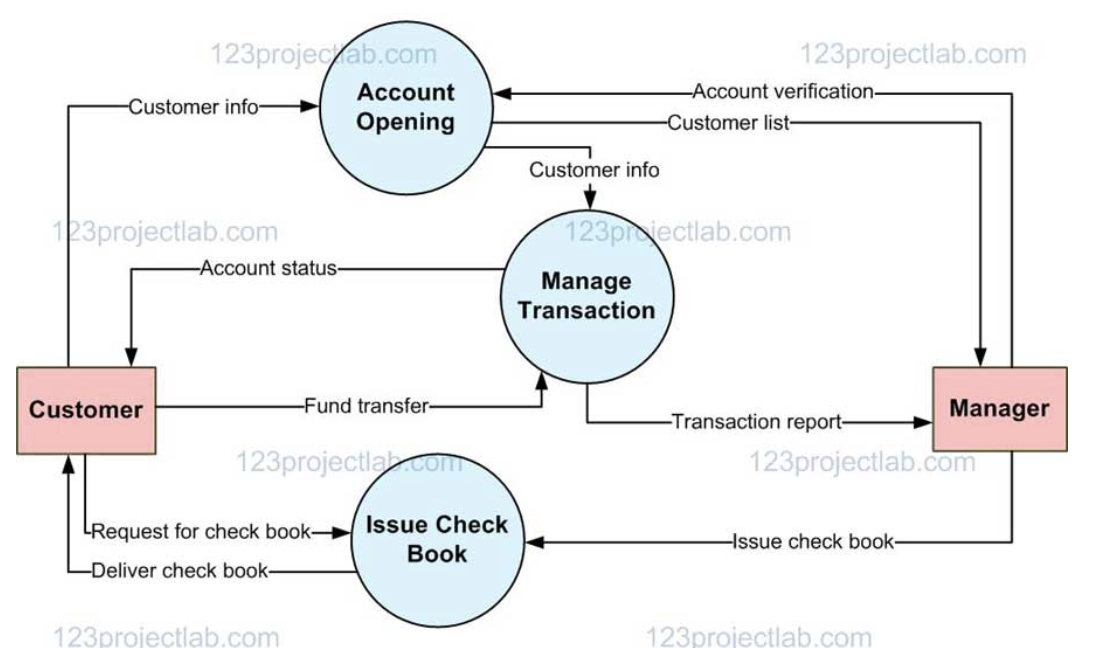 123projectlab.com
123projectlab.com
Account
Opening
Customer info
Account verification
Customer list
Customer info
123projectlab.com
123projectlab.com
Account status
Manage
Transaction
Customer
Fund transfer
Manager
Transaction report
123projectlab.com
123projectlab.com
Issue Check
Book
Request for check book
Issue check book
Deliver check book
123projectlab.com
123projectlab.com